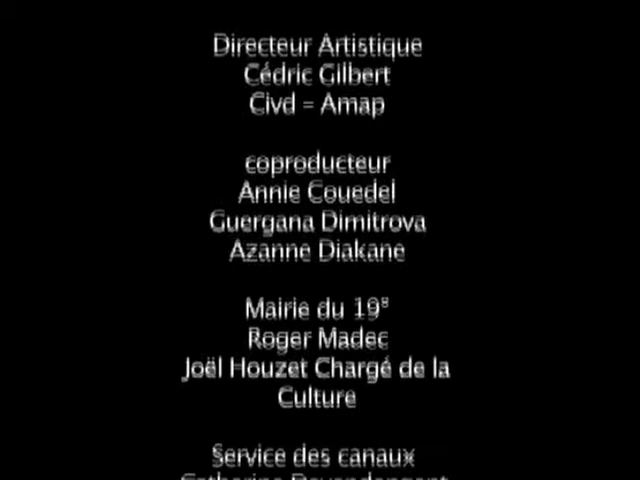 Directeur Artistique
Cédric Gilbert
Civd = Amap
coproducteur
Annie Couedel
Guergana Dimitrova
Azanne Diakane
Mairie du 19e
Roger Madec
Joël Houzet Chargé de la
Culture
Service des canaux
Catherine